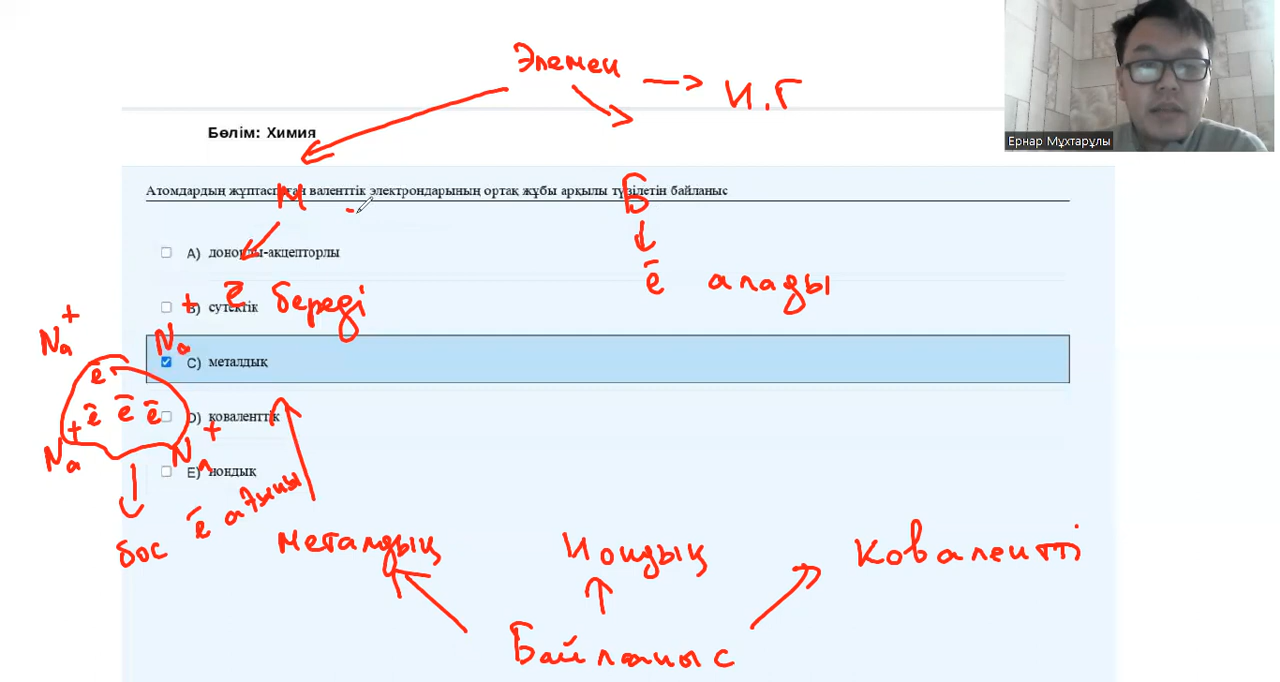 Элемен → И.Г
Бөлім: Химия
Ернар Мұхтарұлы
Атомдардың жұптаспаған валенттік электрондарының ортақ жұбы арқылы түзілетін байланыс
М
Б
A) донорлы-акцепторлы
ē алады
ē береді
B) сутектік
Na+ Na+
C) металдық
ē
ē ē ē
D) коваленттік
Na+ Na+
E) иондық
бос ē ағыны
металдық Иондық Ковалентті
Байланыс